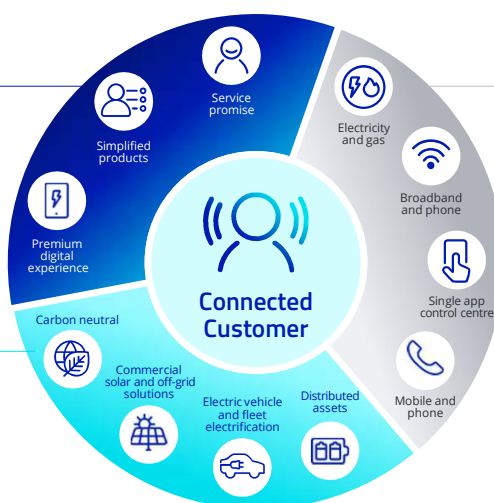 Service
promise
Simplified
products
Premium
digital
experience
Electricity
and gas
Broadband
and phone
Single app
control centre
Mobile and
phone
Connected
Customer
Carbon neutral
Commercial
solar and off-grid
solutions
Electric vehicle
and fleet
electrification
Distributed
assets